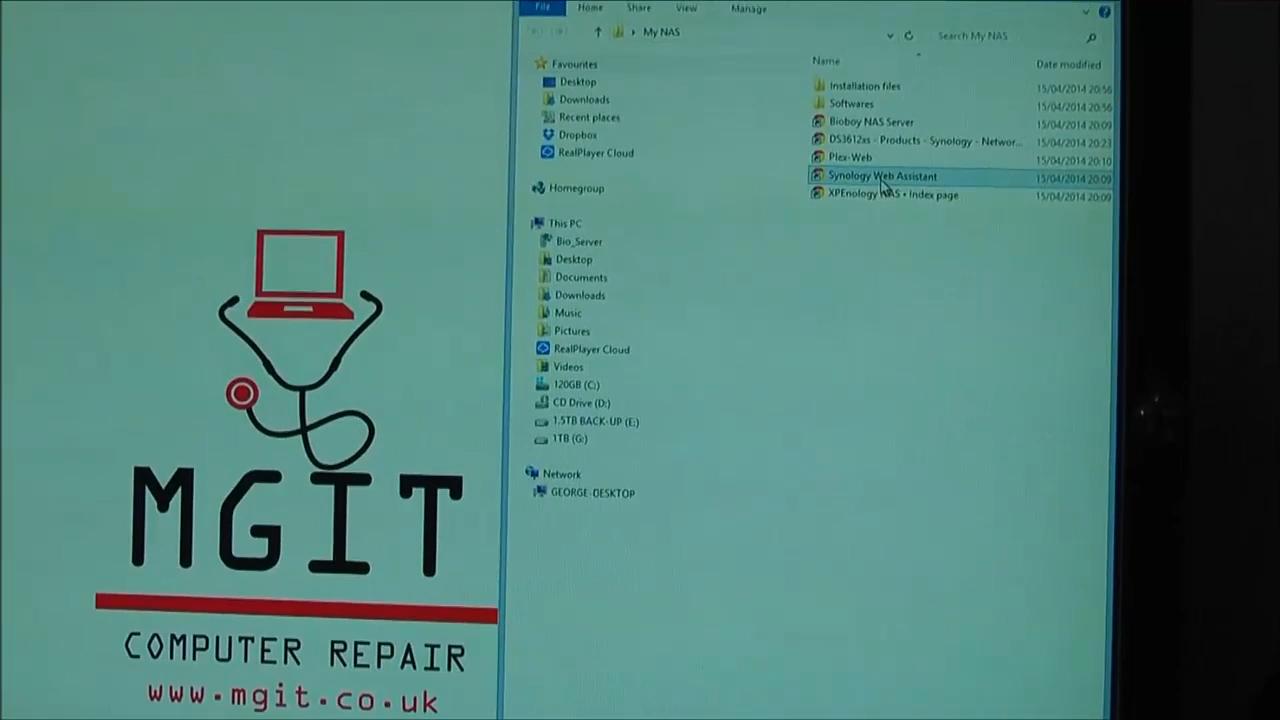 File Home Share View Manage
My NAS Search My NAS
Name Date modified
Favourites
Desktop
Downloads
Recent places
Dropbox
RealPlayer Cloud
Homegroup
This PC
Bio_Server
Desktop
Documents
Downloads
Music
Pictures
RealPlayer Cloud
Videos
120GB (C:)
CD Drive (D:)
1.5TB BACK-UP (E:)
1TB (G:)
Network
GEORGE-DESKTOP
Installation files 15/04/2014 20:56
Softwares 15/04/2014 20:56
Bioboy NAS Server 15/04/2014 20:09
DS3612xs - Products - Synology - Networ... 15/04/2014 20:23
Plex-Web 15/04/2014 20:10
Synology Web Assistant 15/04/2014 20:09
XPEnology NAS • Index page 15/04/2014 20:09
MGIT
COMPUTER REPAIR
www.mgit.co.uk